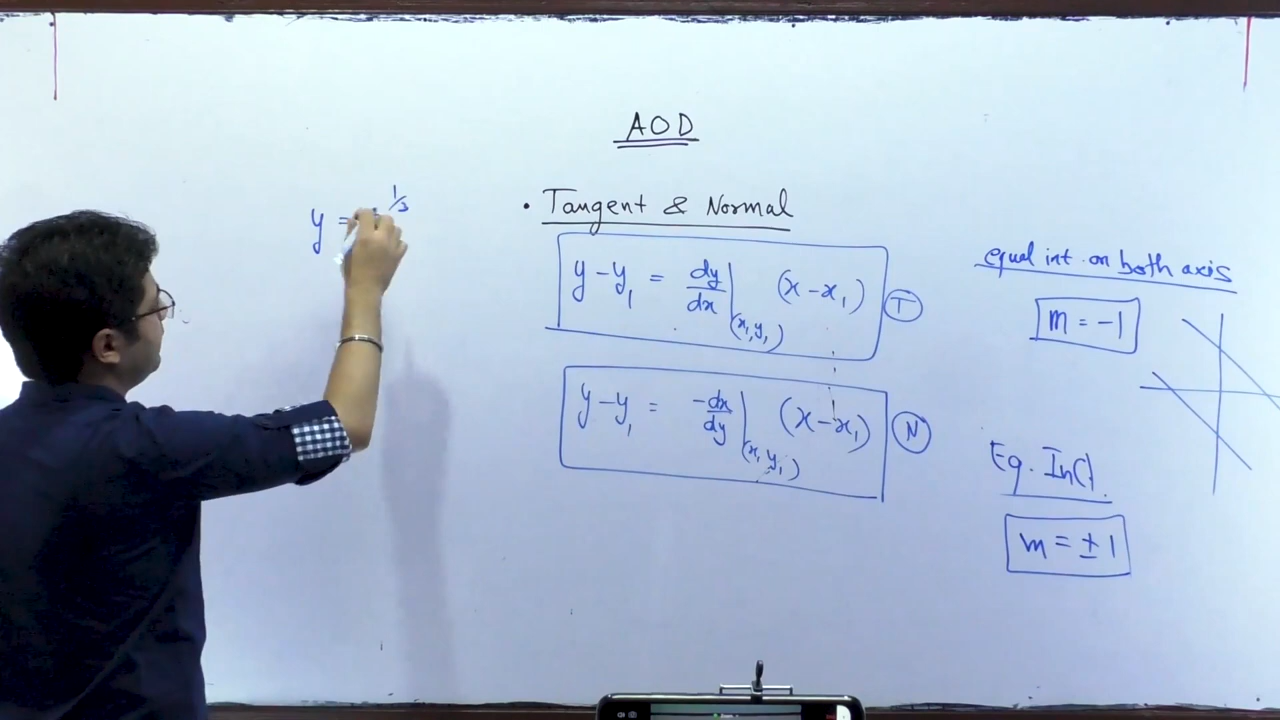 AOD
y = 1/3
• Tangent & Normal
y - y₁ = dy/dx |(x₁,y₁) (x - x₁) T
y - y₁ = -dx/dy |(x₁,y₁) (x - x₁) N
equal int. on both axis
m = -1
Eq. Int.
m = ± 1